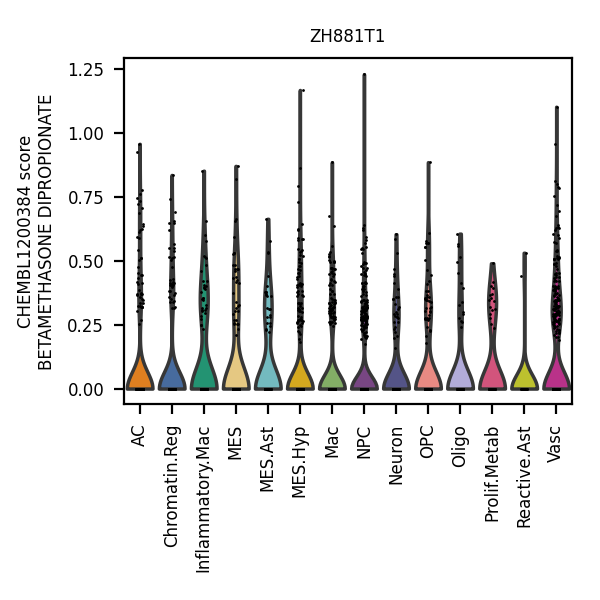 ZH881T1
CHEMBL1200384 score
BETAMETHASONE DIPROPIONATE
1.25
1.00
0.75
0.50
0.25
0.00
AC
Chromatin.Reg
Inflammatory.Mac
MES
MES.Ast
MES.Hyp
Mac
NPC
Neuron
OPC
Oligo
Prolif.Metab
Reactive.Ast
Vasc